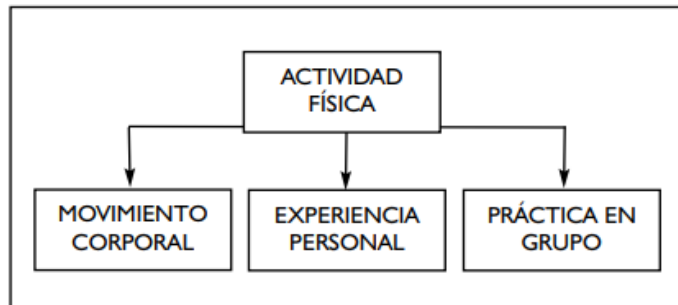 ACTIVIDAD
FÍSICA
MOVIMIENTO
CORPORAL
EXPERIENCIA
PERSONAL
PRÁCTICA EN
GRUPO